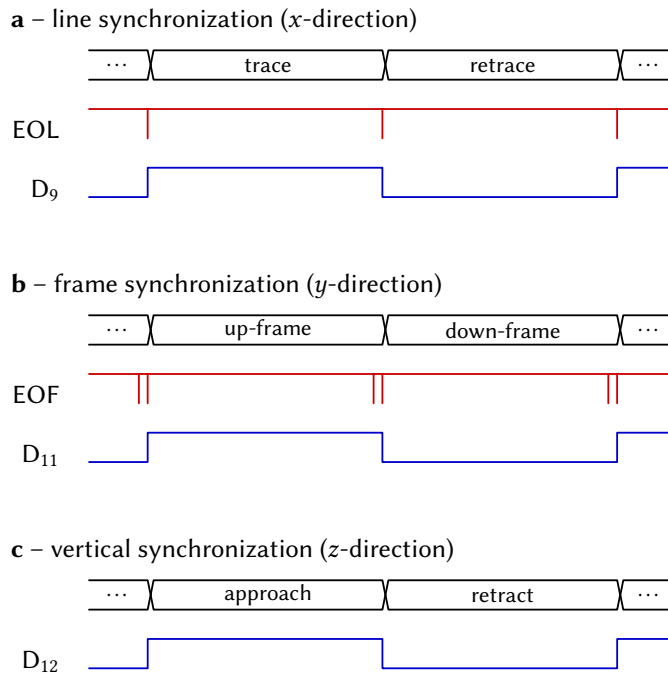 a – line synchronization (x-direction)
··· trace retrace ···
EOL
D₉
b – frame synchronization (y-direction)
··· up-frame down-frame ···
EOF
D₁₁
c – vertical synchronization (z-direction)
··· approach retract ···
D₁₂